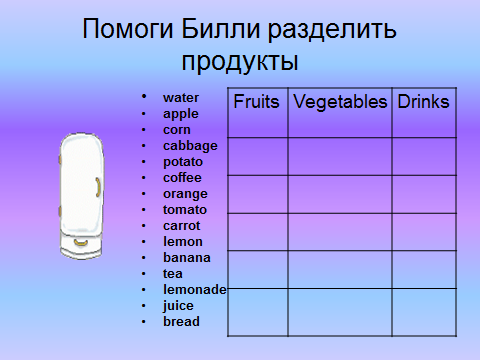 Помоги Билли разделить
продукты
• water
• apple
• corn
• cabbage
• potato
• coffee
• orange
• tomato
• carrot
• lemon
• banana
• tea
• lemonade
• juice
• bread
Fruits Vegetables Drinks